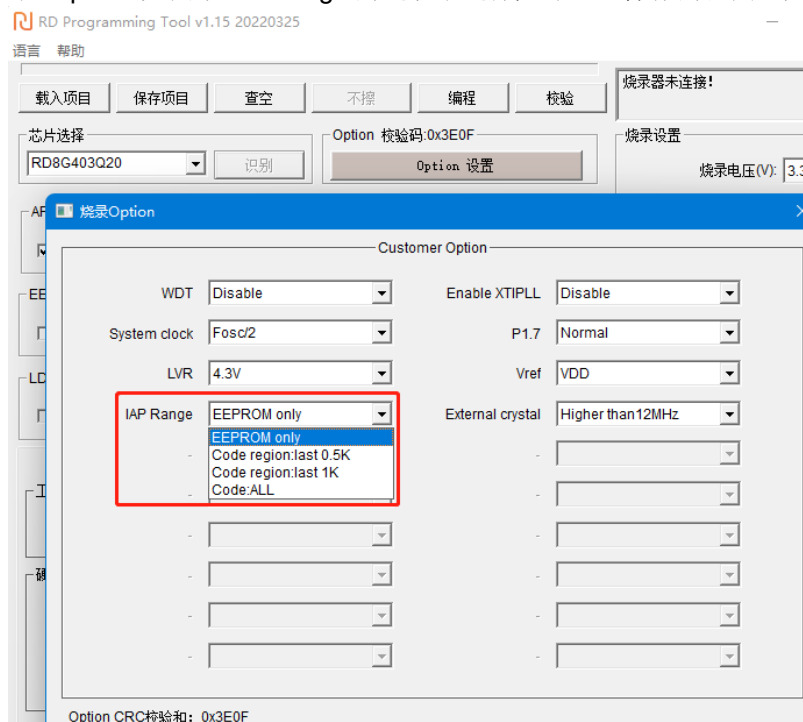 RD Programming Tool v1.15 20220325
语言 帮助
载入项目 保存项目 查空 不擦 编程 校验
烧录器未连接!
芯片选择
Option 校验码:0x3E0F
烧录设置
RD8G403Q20 识别 Option 设置
烧录电压(V): 3.3
烧录Option
Customer Option
WDT Disable Enable XTIPLL Disable
System clock Fosc/2 P1.7 Normal
LVR 4.3V Vref VDD
IAP Range EEPROM only External crystal Higher than12MHz
EEPROM only
Code region:last 0.5K -
Code region:last 1K
- Code:ALL -
- -
- -
- -
- -
Option CRC校验和: 0x3E0F